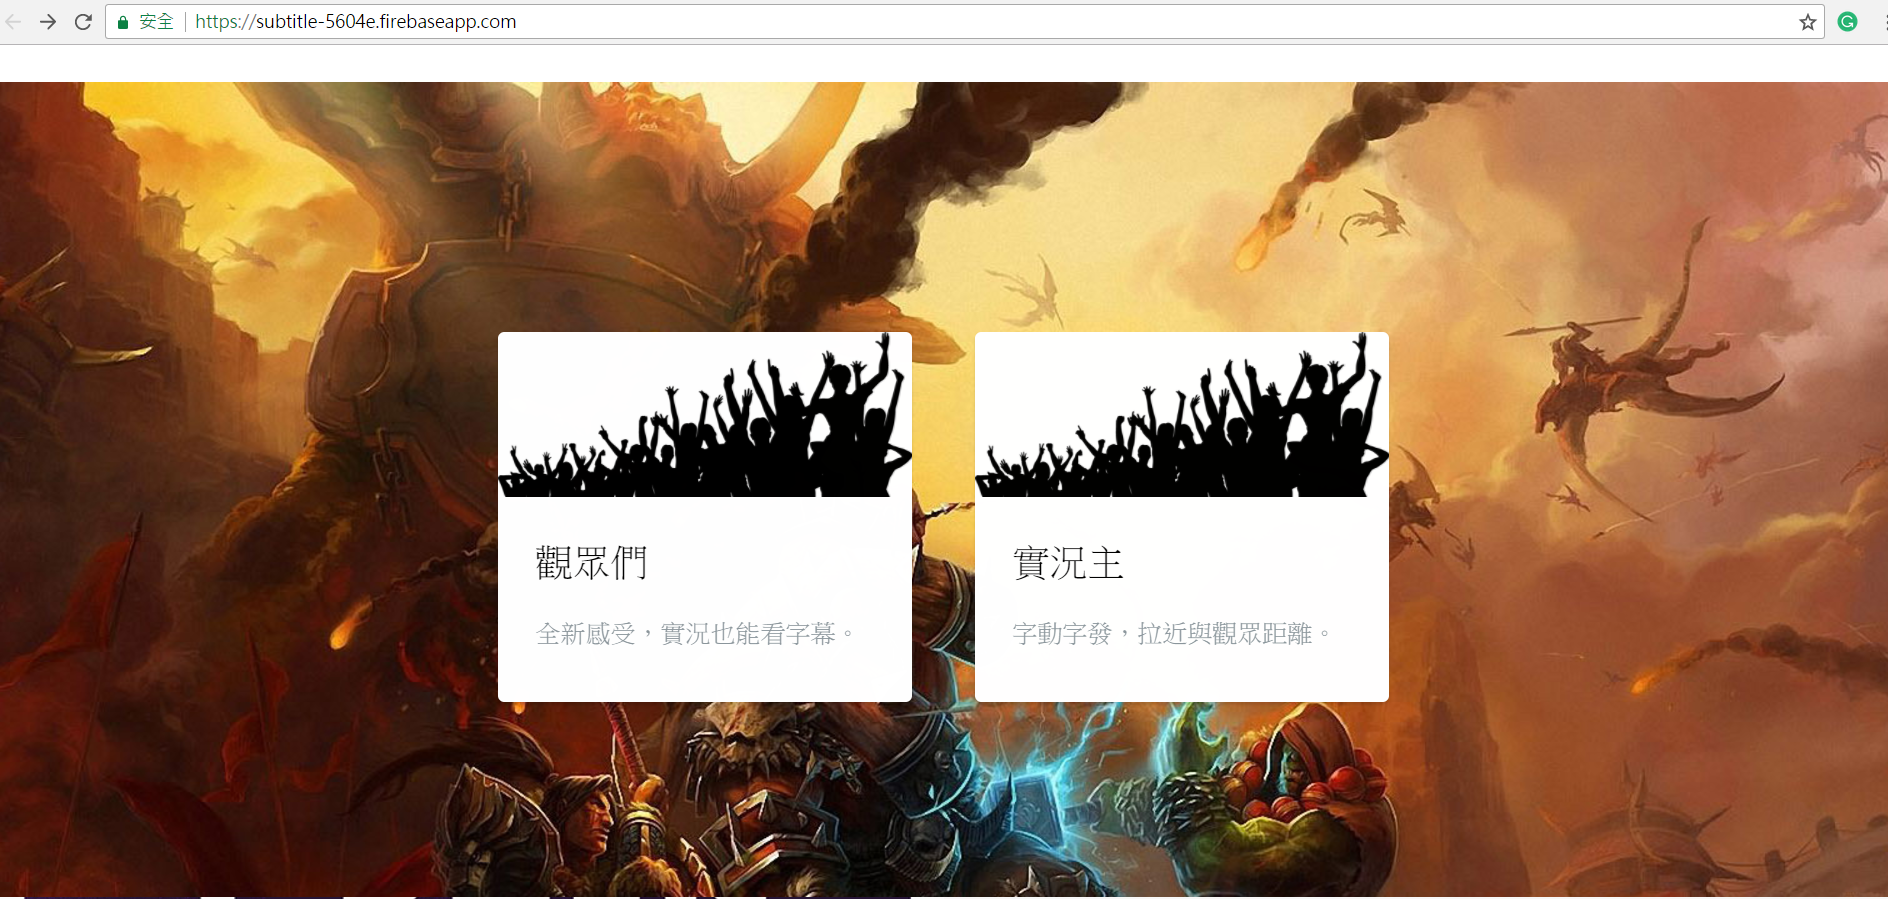 安全 https://subtitle-5604e.firebaseapp.com
觀眾們
全新感受，實況也能看字幕。
實況主
字動字發，拉近與觀眾距離。